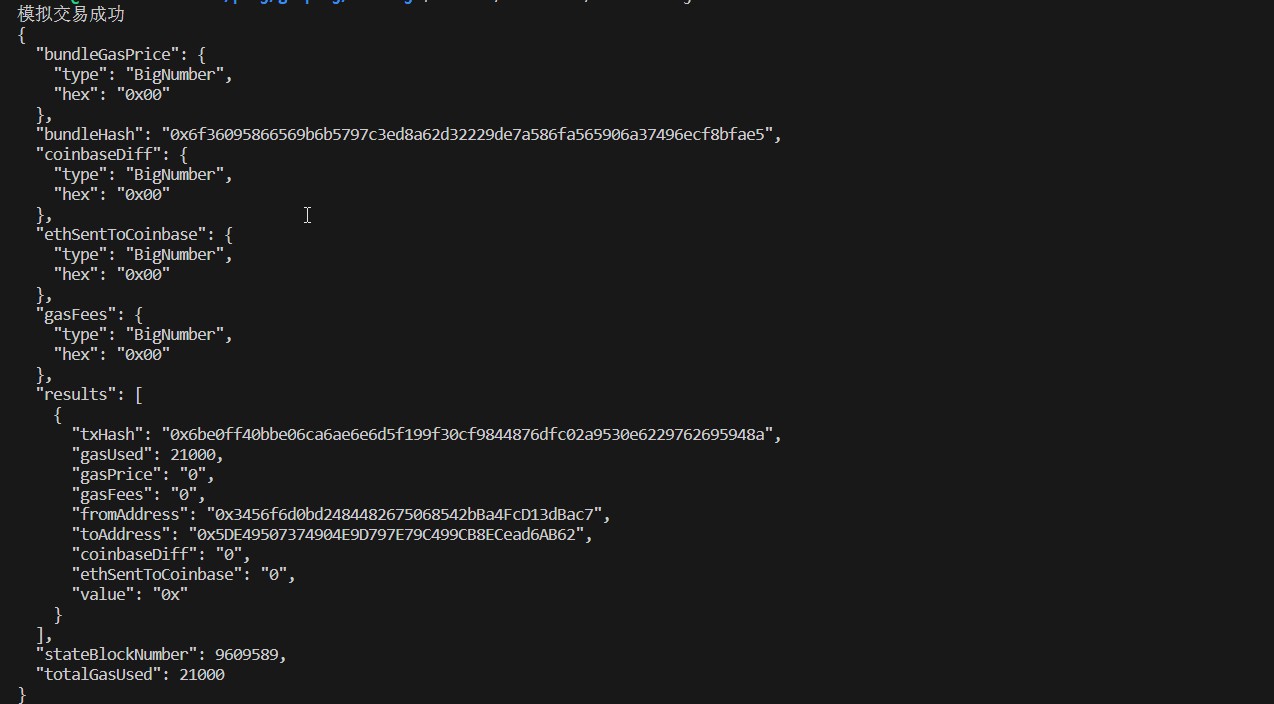 模拟交易成功
{
  "bundleGasPrice": {
    "type": "BigNumber",
    "hex": "0x00"
  },
  "bundleHash": "0x6f36095866569b6b5797c3ed8a62d32229de7a586fa565906a37496ecf8bfae5",
  "coinbaseDiff": {
    "type": "BigNumber",
    "hex": "0x00"
  },
  "ethSentToCoinbase": {
    "type": "BigNumber",
    "hex": "0x00"
  },
  "gasFees": {
    "type": "BigNumber",
    "hex": "0x00"
  },
  "results": [
    {
      "txHash": "0x6be0ff40bbe06ca6ae6e6d5f199f30cf9844876dfc02a9530e622976269​5948a",
      "gasUsed": 21000,
      "gasPrice": "0",
      "gasFees": "0",
      "fromAddress": "0x3456f6d0bd2484482675068542bBa4FcD13dBac7",
      "toAddress": "0x5DE49507374904E9D797E79C499CB8ECead6AB62",
      "coinbaseDiff": "0",
      "ethSentToCoinbase": "0",
      "value": "0x"
    }
  ],
  "stateBlockNumber": 9609589,
  "totalGasUsed": 21000
}